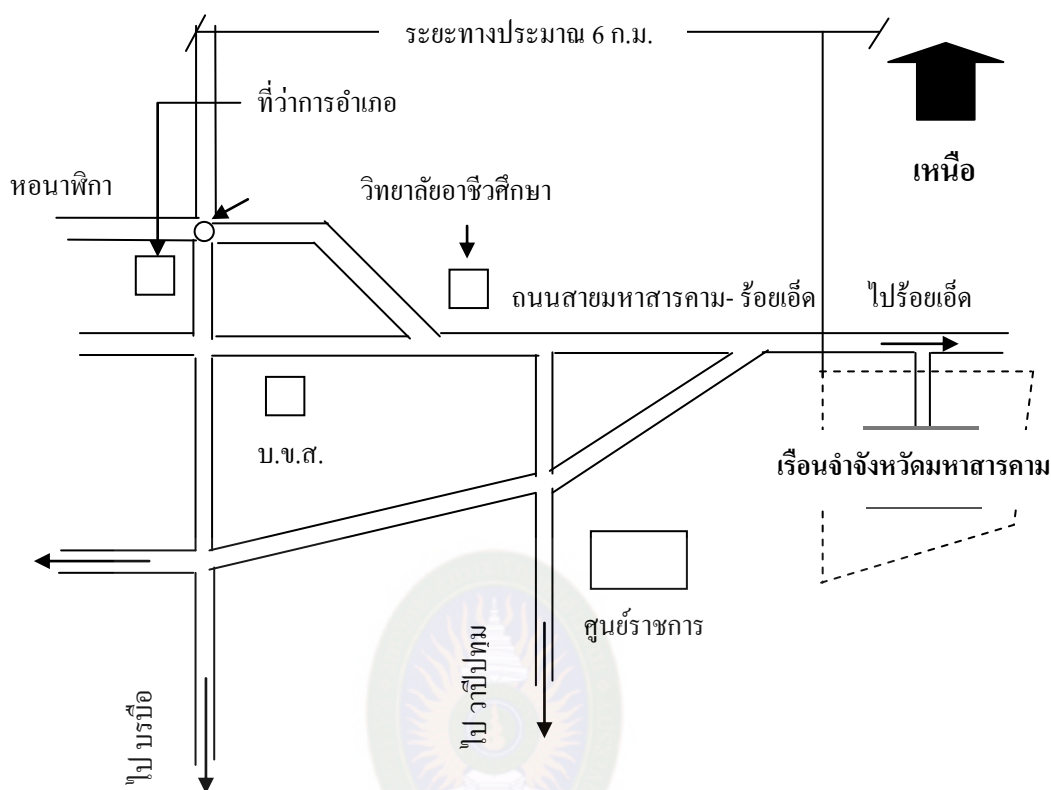 ระยะทางประมาณ 6 ก.ม.
ที่ว่าการอำเภอ
เหนือ
หอนาฬิกา
วิทยาลัยอาชีวศึกษา
ถนนสายมหาสารคาม- ร้อยเอ็ด
ไปร้อยเอ็ด
บ.ข.ส.
เรือนจำจังหวัดมหาสารคาม
ศูนย์ราชการ
ไป วาปีปทุม
ไป บรบือ